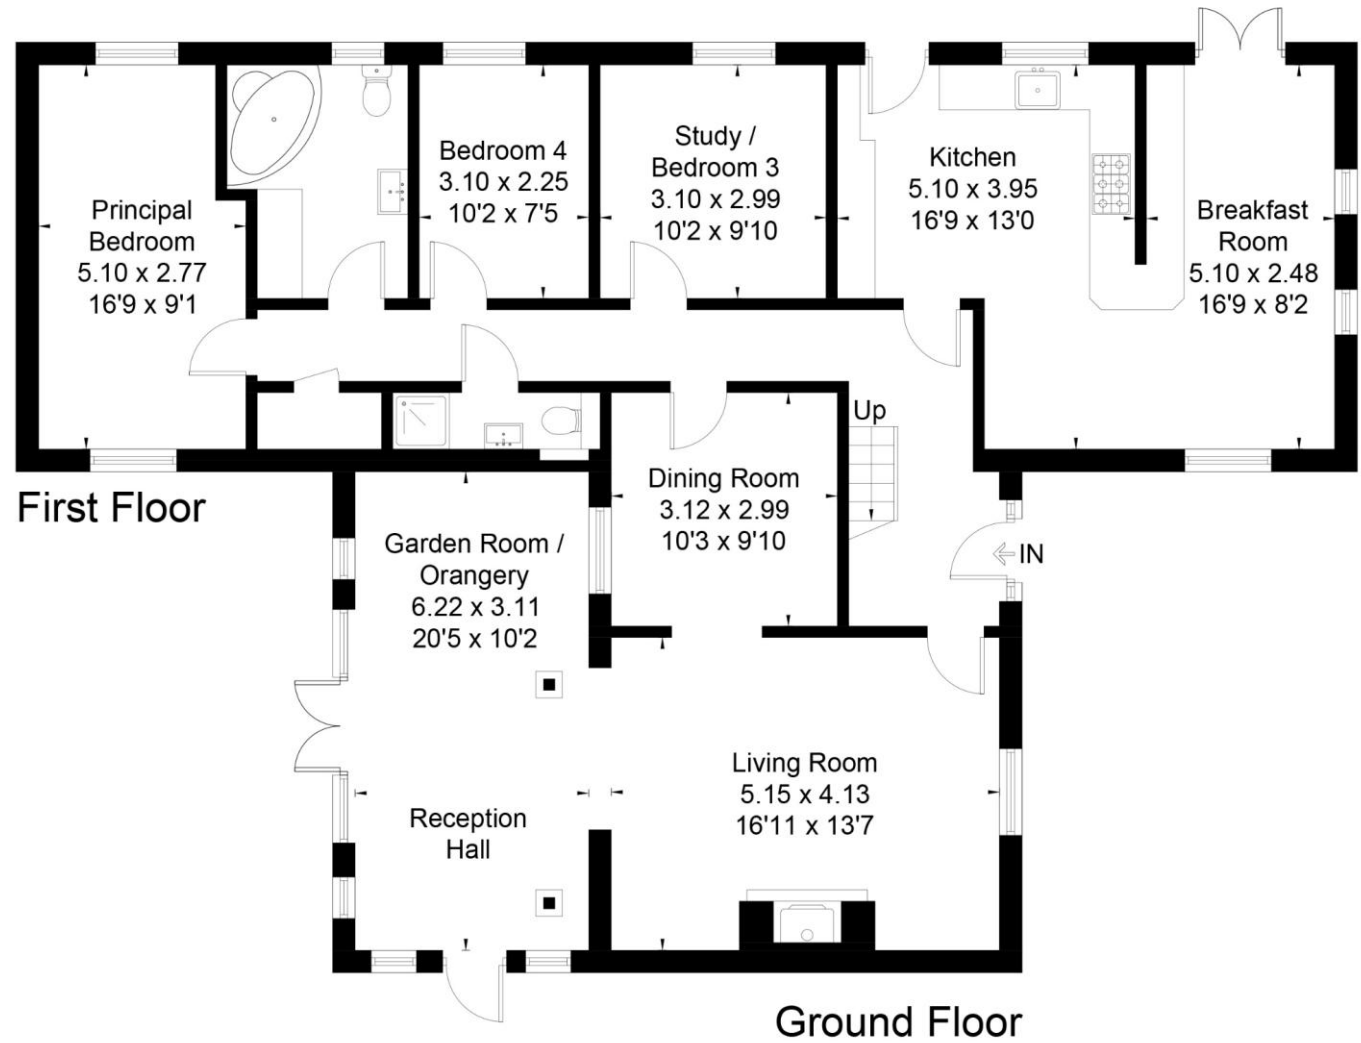 Principal
Bedroom
5.10 x 2.77
16'9 x 9'1
Bedroom 4
3.10 x 2.25
10'2 x 7'5
Study /
Bedroom 3
3.10 x 2.99
10'2 x 9'10
Kitchen
5.10 x 3.95
16'9 x 13'0
Breakfast
Room
5.10 x 2.48
16'9 x 8'2
Up
First Floor
Garden Room /
Orangery
6.22 x 3.11
20'5 x 10'2
Dining Room
3.12 x 2.99
10'3 x 9'10
IN
Reception
Hall
Living Room
5.15 x 4.13
16'11 x 13'7
Ground Floor